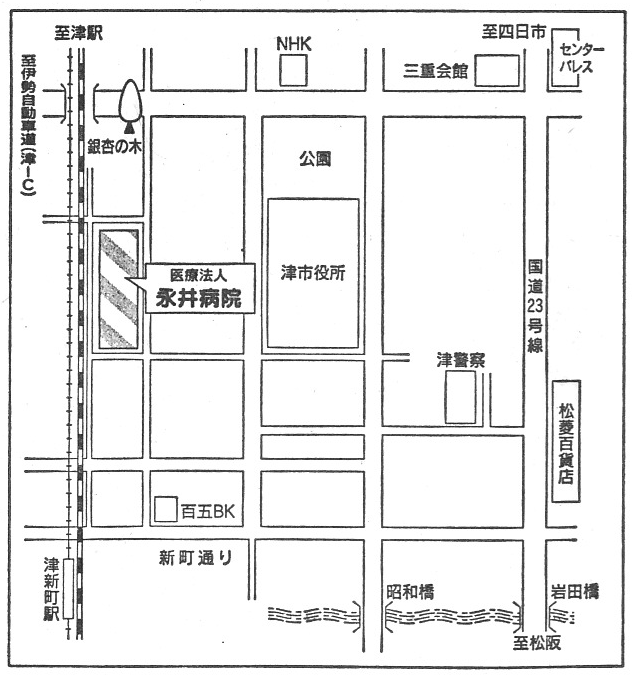 至津駅
NHK
至四日市
センター
パレス
三重会館
至伊勢自動車道(津IC)
銀杏の木
公園
医療法人
永井病院
津市役所
国道23号線
津警察
松菱百貨店
百五BK
新町通り
津新町駅
昭和橋
岩田橋
至松阪